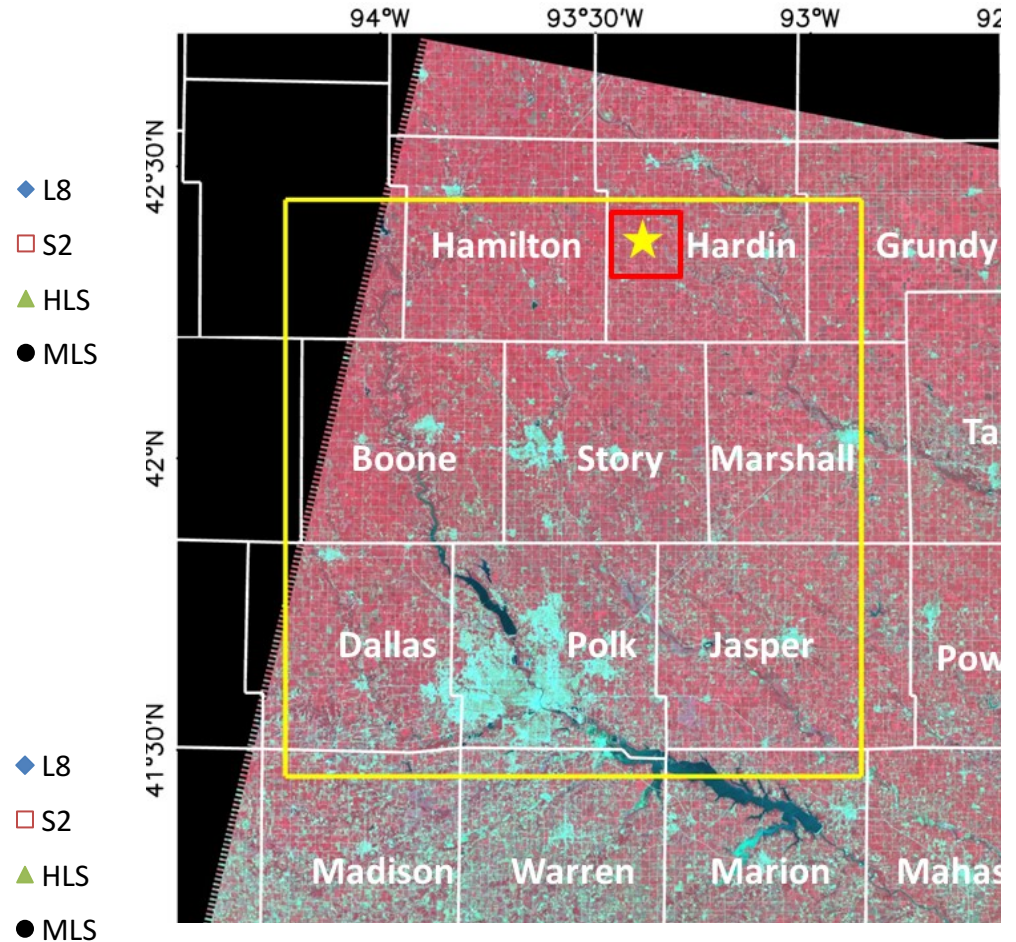 94°W 93°30'W 93°W 92
42°30'N
L8
S2
HLS
MLS
Hamilton Hardin Grundy
42°N
Boone Story Marshall Ta
Dallas Polk Jasper Pow
41°30'N
L8
S2
HLS
MLS
Madison Warren Marion Mahas